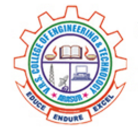 V.K.S. COLLEGE OF ENGINEERING & TECHNOLOGY
EDUCE
ENDURE
EXCEL